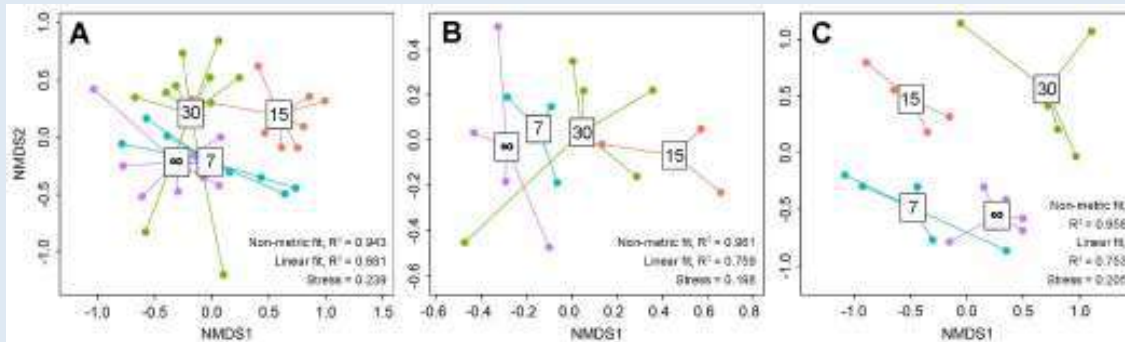 A
NMDS2
1.0
0.5
0.0
-0.5
-1.0
30
15
∞
7
Non-metric fit, R² = 0.943
Linear fit, R² =
Stress = 0.239
-1.0 -0.5 0.0 0.5 1.0 1.5
NMDS1
B
0.4
0.2
0.0
-0.2
-0.4
-0.6
∞
7
30
15
Non-metric fit, R² = 0.961
Linear fit, R² = 0.759
Stress = 0.198
-0.6 -0.4 -0.2 0.0 0.2 0.4 0.6 0.8
NMDS1
C
1.0
0.5
0.0
-0.5
-1.0
15
30
7
∞
Non-metric fit,
R² = 0.958
Linear fit,
R² = 0.753
Stress = 0.205
-1.0 -0.5 0.0 0.5 1.0
NMDS1